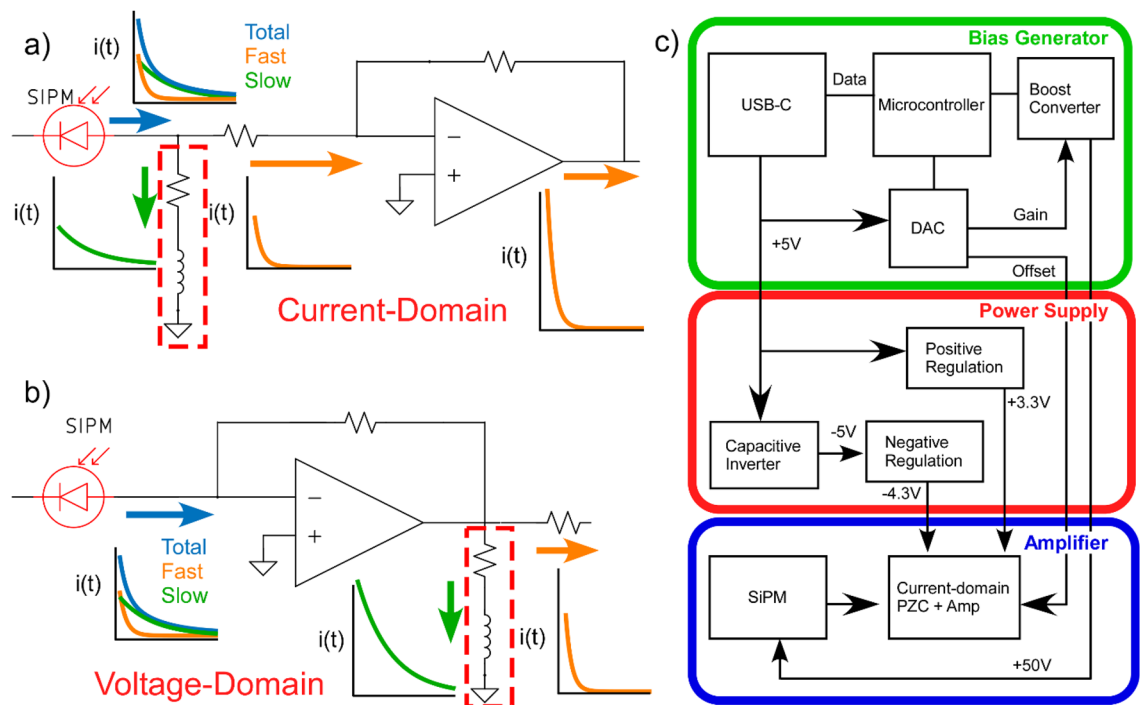 a)
i(t)
Total
Fast
Slow
SIPM
i(t)
i(t)
i(t)
−
+
Current-Domain
b)
SIPM
−
+
Total
Fast
Slow
i(t)
i(t)
i(t)
Voltage-Domain
c)
Bias Generator
USB-C
Data
Microcontroller
Boost
Converter
DAC
Gain
Offset
+5V
Power Supply
Positive
Regulation
+3.3V
Capacitive
Inverter
-5V
Negative
Regulation
-4.3V
Amplifier
SiPM
Current-domain
PZC + Amp
+50V